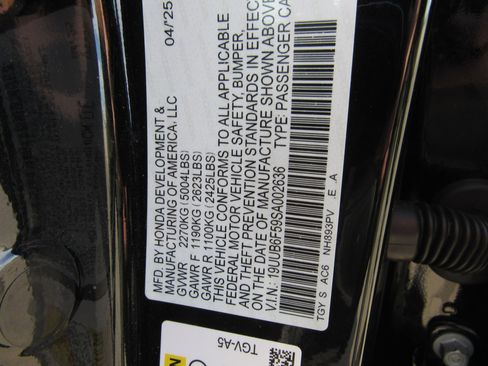 MFD. BY HONDA DEVELOPMENT &
MANUFACTURING OF AMERICA, LLC
04/25
GVWR 2270KG (5004LBS)
GAWR F 1190KG (2623LBS)
GAWR R 1100KG (2425LBS)
THIS VEHICLE CONFORMS TO ALL APPLICABLE
FEDERAL MOTOR VEHICLE SAFETY, BUMPER,
AND THEFT PREVENTION STANDARDS IN EFFECT
ON THE DATE OF MANUFACTURE SHOWN ABOVE
V.I.N.: 19UUB6F59SA002636 TYPE: PASSENGER CA
TGY S AC6 NH893PV E A
TGV-A5